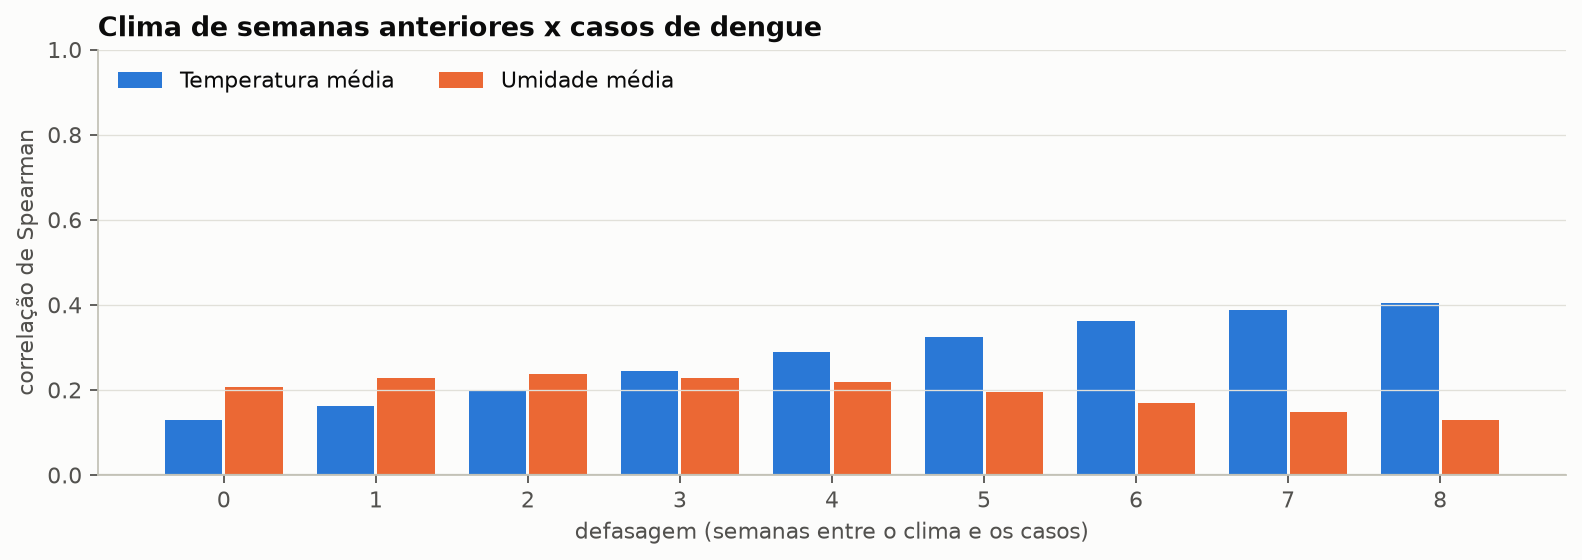 Clima de semanas anteriores x casos de dengue
Temperatura média
Umidade média
correlação de Spearman
1.0
0.8
0.6
0.4
0.2
0.0
0 1 2 3 4 5 6 7 8
defasagem (semanas entre o clima e os casos)